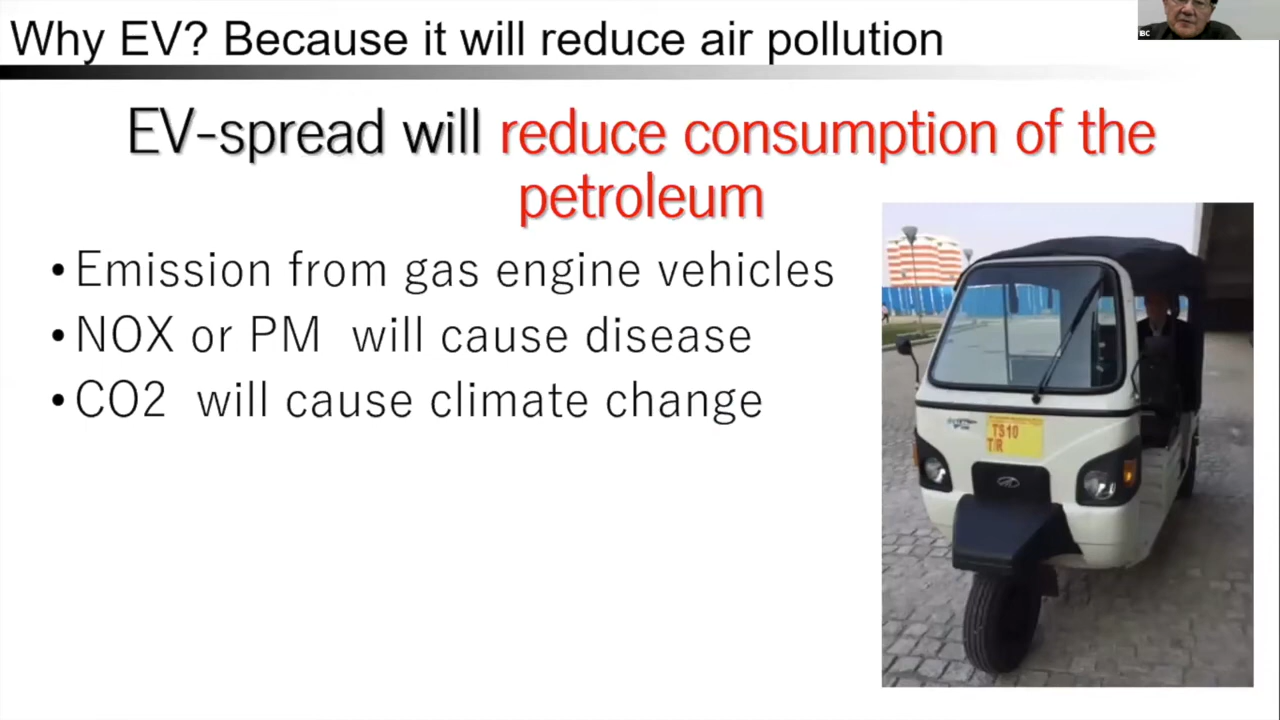 Why EV? Because it will reduce air pollution
IBC
EV-spread will reduce consumption of the
petroleum
• Emission from gas engine vehicles
• NOX or PM will cause disease
• CO2 will cause climate change
TS10
T/R